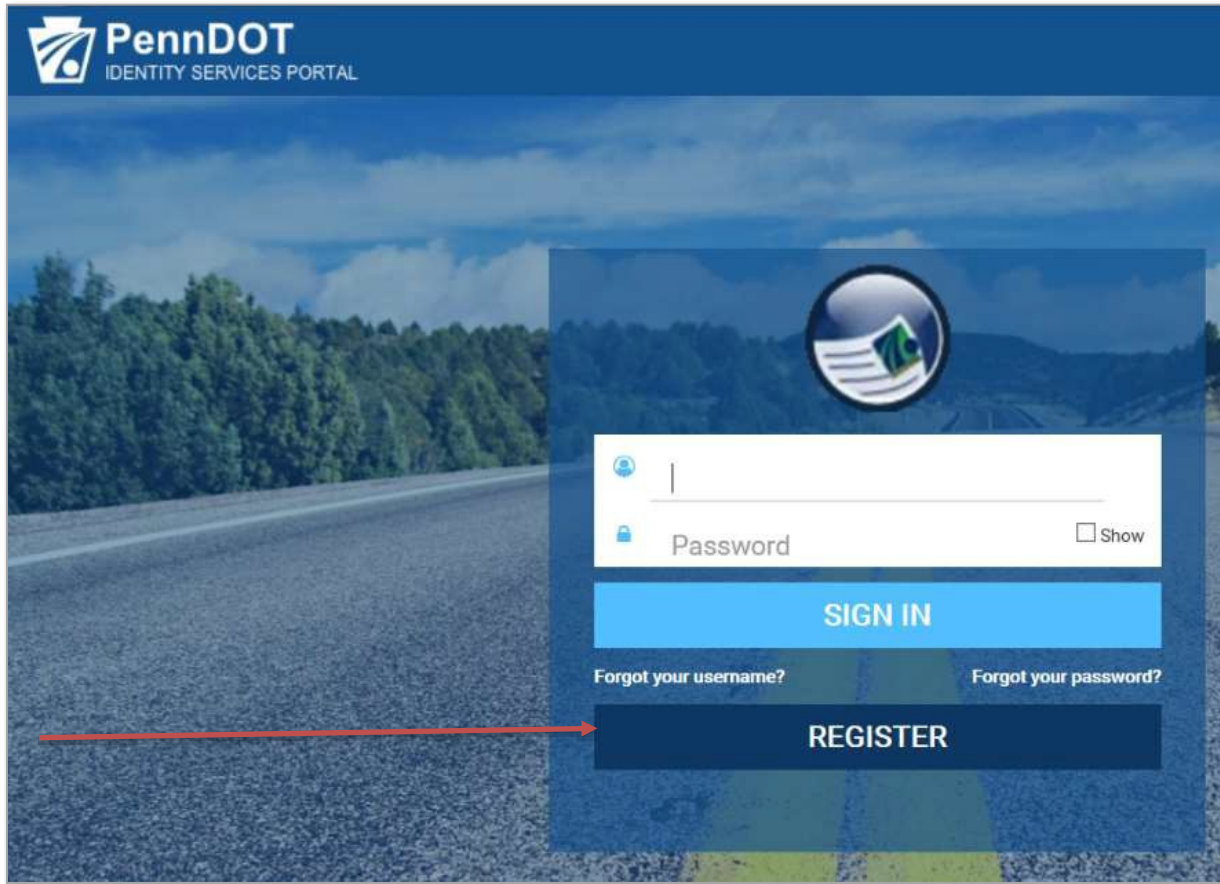 PennDOT
IDENTITY SERVICES PORTAL
Password
Show
SIGN IN
Forgot your username? Forgot your password?
REGISTER